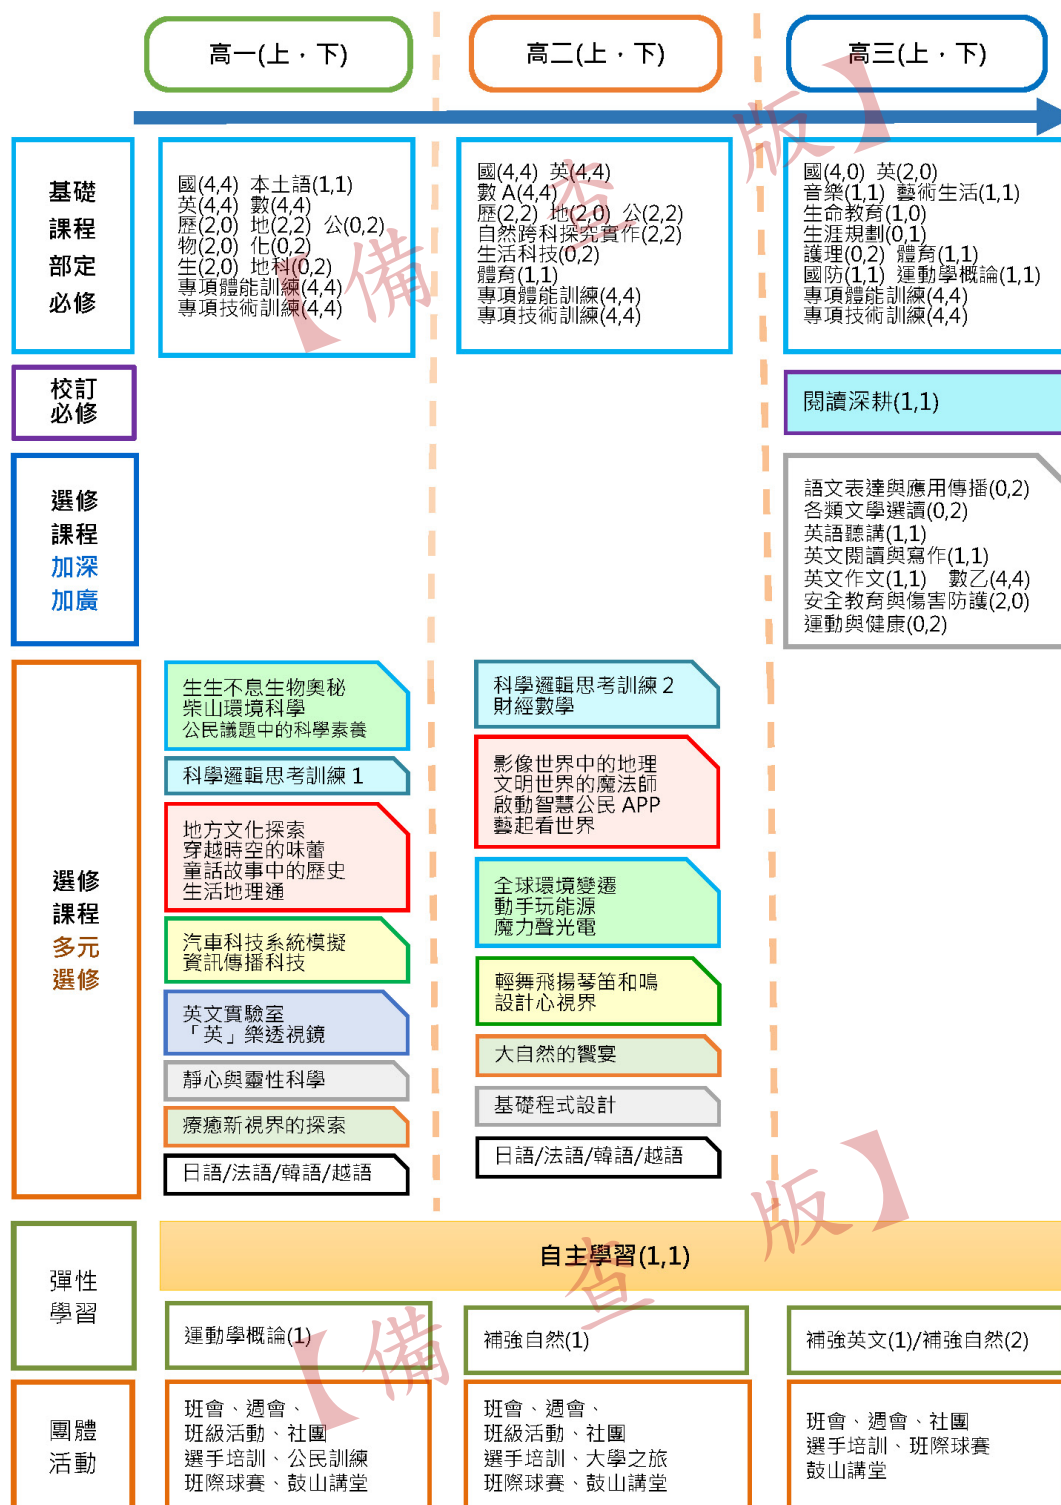 高一(上，下)
高二(上，下)
高三(上，下)
基礎
課程
部定
必修
國(4,4) 本土語(1,1)
英(4,4) 數(4,4)
歷(2,0) 地(2,2) 公(0,2)
物(2,0) 化(0,2)
生(2,0) 地科(0,2)
專項體能訓練(4,4)
專項技術訓練(4,4)
國(4,4) 英(4,4)
數 A(4,4)
歷(2,2) 地(2,0) 公(2,2)
自然跨科探究實作(2,2)
生活科技(0,2)
體育(1,1)
專項體能訓練(4,4)
專項技術訓練(4,4)
國(4,0) 英(2,0)
音樂(1,1) 藝術生活(1,1)
生命教育(1,0)
生涯規劃(0,1)
護理(0,2) 體育(1,1)
國防(1,1) 運動學概論(1,1)
專項體能訓練(4,4)
專項技術訓練(4,4)
校訂
必修
閱讀深耕(1,1)
選修
課程
加深
加廣
語文表達與應用傳播(0,2)
各類文學選讀(0,2)
英語聽講(1,1)
英文閱讀與寫作(1,1)
英文作文(1,1) 數乙(4,4)
安全教育與傷害防護(2,0)
運動與健康(0,2)
選修
課程
多元
選修
生生不息生物奧秘
柴山環境科學
公民議題中的科學素養
科學邏輯思考訓練 1
地方文化探索
穿越時空的味蕾
童話故事中的歷史
生活地理通
汽車科技系統模擬
資訊傳播科技
英文實驗室
「英」樂透視鏡
靜心與靈性科學
療癒新視界的探索
日語/法語/韓語/越語
科學邏輯思考訓練 2
財經數學
影像世界中的地理
文明世界的魔法師
啟動智慧公民 APP
藝起看世界
全球環境變遷
動手玩能源
魔力聲光電
輕舞飛揚琴笛和鳴
設計心視界
大自然的饗宴
基礎程式設計
日語/法語/韓語/越語
彈性
學習
自主學習(1,1)
運動學概論(1)
補強自然(1)
補強英文(1)/補強自然(2)
團體
活動
班會、週會、
班級活動、社團
選手培訓、公民訓練
班際球賽、鼓山講堂
班會、週會、
班級活動、社團
選手培訓、大學之旅
班際球賽、鼓山講堂
班會、週會、社團
選手培訓、班際球賽
鼓山講堂
【備查版】
【備查版】